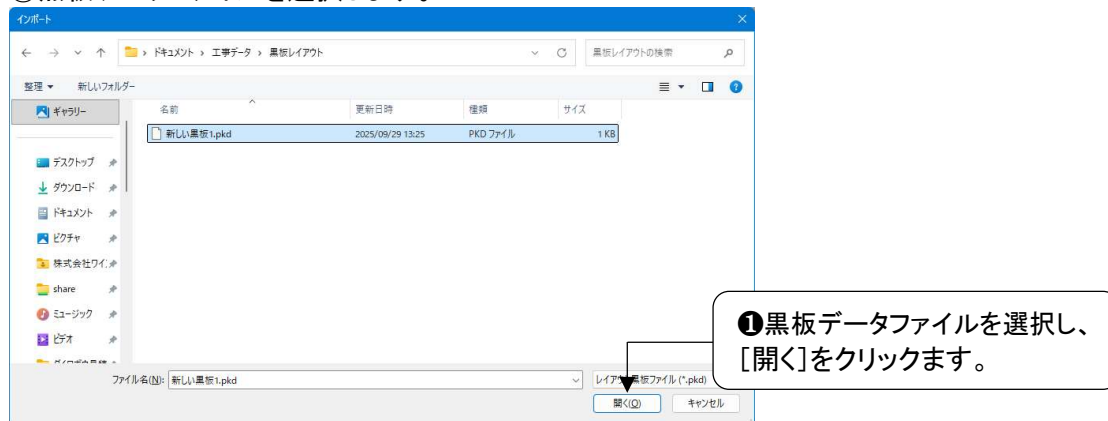 インポート
ドキュメント › 工事データ › 黒板レイアウト
黒板レイアウトの検索
整理 新しいフォルダー
ギャラリー
名前 更新日時 種類 サイズ
新しい黒板1.pkd 2025/09/29 13:25 PKD ファイル 1 KB
デスクトップ
ダウンロード
ドキュメント
ピクチャ
株式会社ワイ
share
ミュージック
ビデオ
❶黒板データファイルを選択し、
[開く]をクリックます。
ファイル名(N): 新しい黒板1.pkd
黒板ファイル (*.pkd)
開く(O) キャンセル